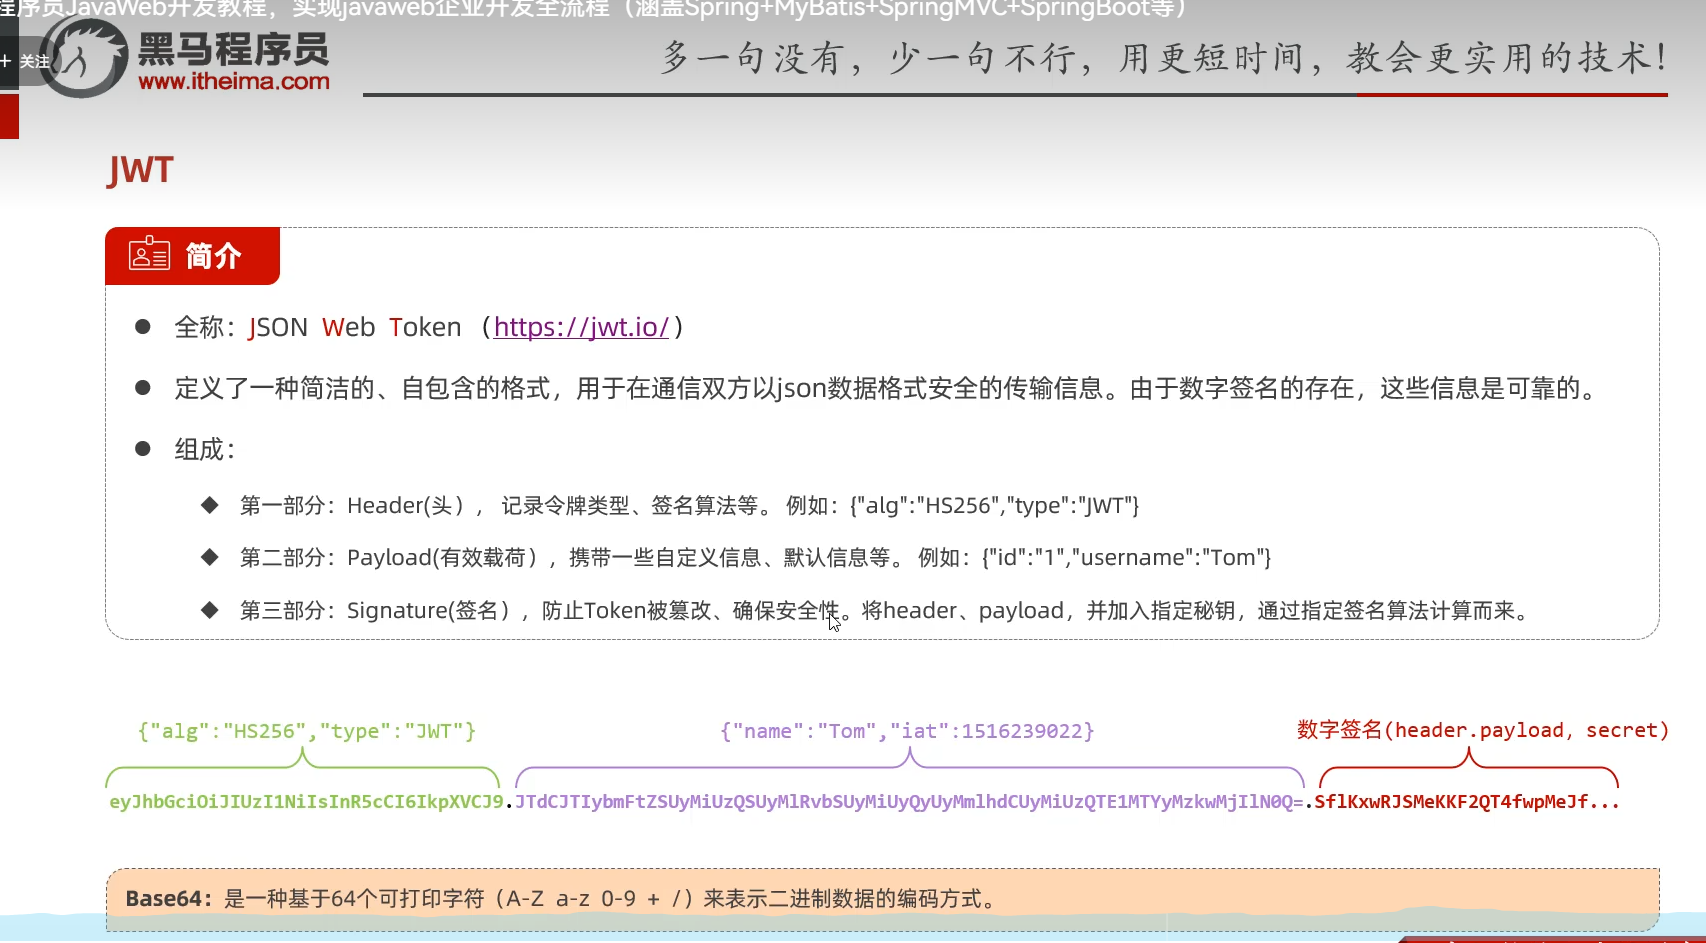 程序员JavaWeb开发教程，实现javaweb企业开发全流程（涵盖Spring+MyBatis+SpringMVC+SpringBoot等）
+ 关注
黑马程序员
www.itheima.com
多一句没有，少一句不行，用更短时间，教会更实用的技术！
JWT
简介
● 全称：JSON Web Token（https://jwt.io/）
● 定义了一种简洁的、自包含的格式，用于在通信双方以json数据格式安全的传输信息。由于数字签名的存在，这些信息是可靠的。
● 组成：
◆ 第一部分：Header(头），记录令牌类型、签名算法等。 例如：{"alg":"HS256","type":"JWT"}
◆ 第二部分：Payload(有效载荷），携带一些自定义信息、默认信息等。 例如：{"id":"1","username":"Tom"}
◆ 第三部分：Signature(签名），防止Token被篡改、确保安全性。将header、payload，并加入指定秘钥，通过指定签名算法计算而来。
{"alg":"HS256","type":"JWT"} {"name":"Tom","iat":1516239022} 数字签名(header.payload, secret)
eyJhbGciOiJIUzI1NiIsInR5cCI6IkpXVCJ9.JTdCJTIybmFtZSUyMiUzQSUyMlRvbSUyMiUyQyUyMmlhdCUyMiUzQTE1MTYyMzkwMjIlN0Q=.SflKxwRJSMeKKF2QT4fwpMeJf...
Base64：是一种基于64个可打印字符（A-Z a-z 0-9 + /）来表示二进制数据的编码方式。